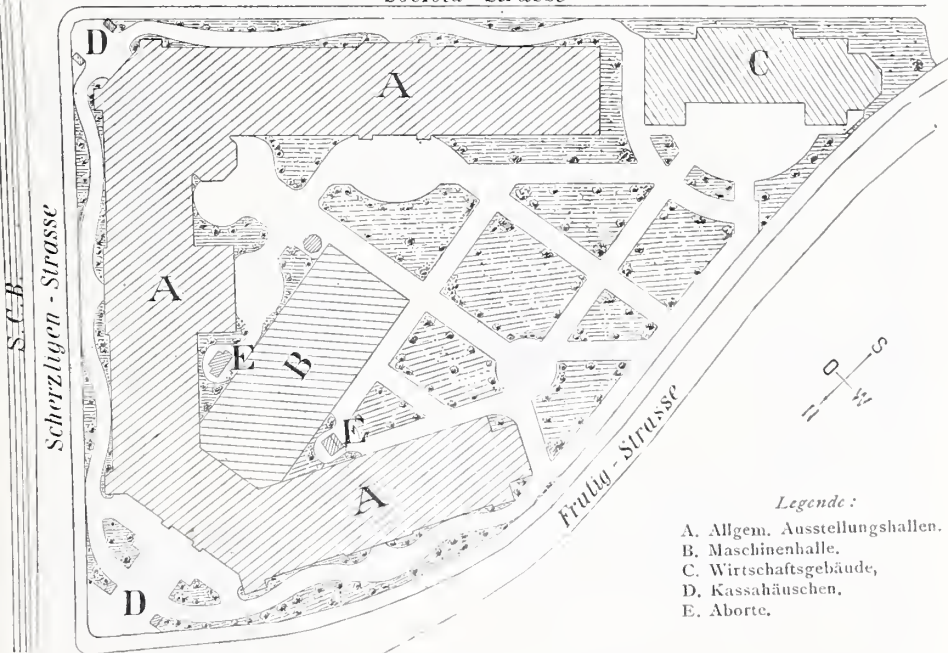 D
A
C
A
E
B
E
A
D
S. C. B.
Scherzligen - Strasse
Frutig - Strasse
S
O
W
N
Legende :
A. Allgem. Ausstellungshallen.
B. Maschinenhalle.
C. Wirtschaftsgebäude,
D. Kassahäuschen.
E. Aborte.